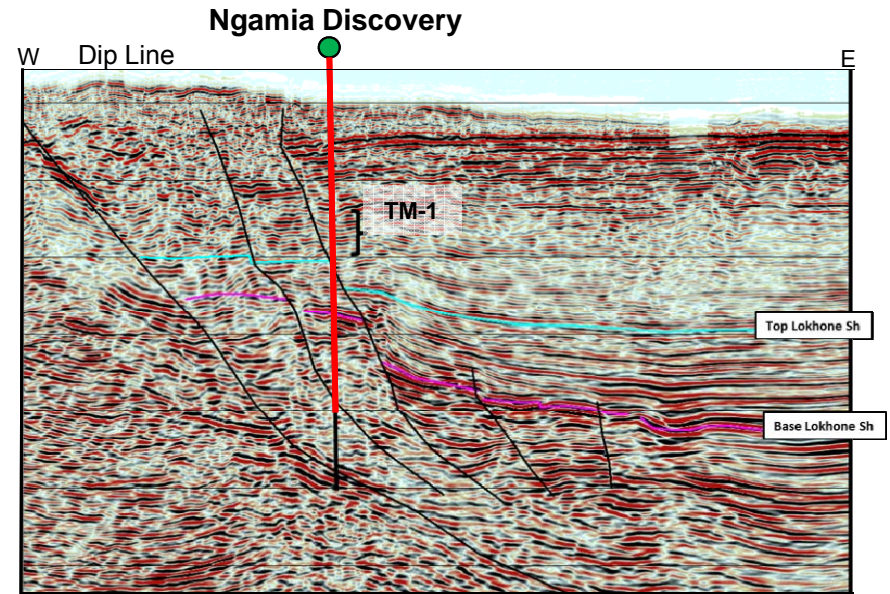 Ngamia Discovery
W Dip Line E
TM-1
Top Lokhone Sh
Base Lokhone Sh